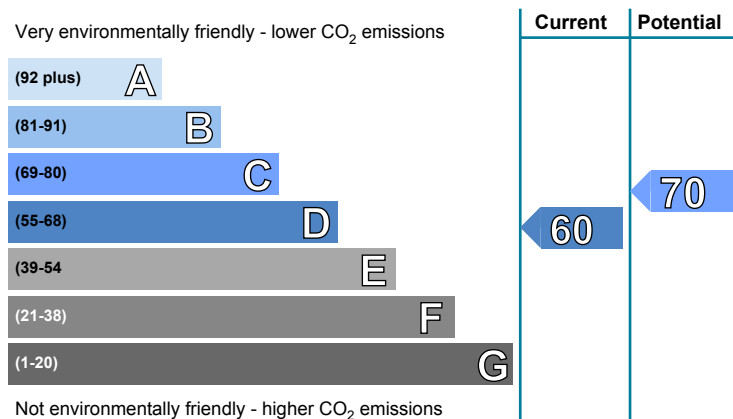 Very environmentally friendly - lower CO2 emissions
Current
Potential
(92 plus) A
(81-91) B
(69-80) C
(55-68) D
(39-54 E
(21-38) F
(1-20) G
60
70
Not environmentally friendly - higher CO2 emissions